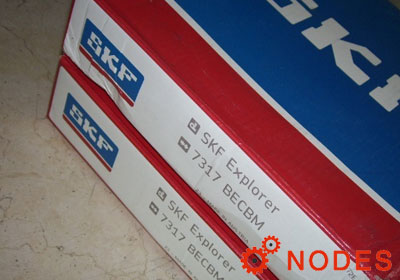 SKF
SKF
SKF Explorer
7317 BECBM
SKF
SKF Explorer
7317 BECBM
NODES